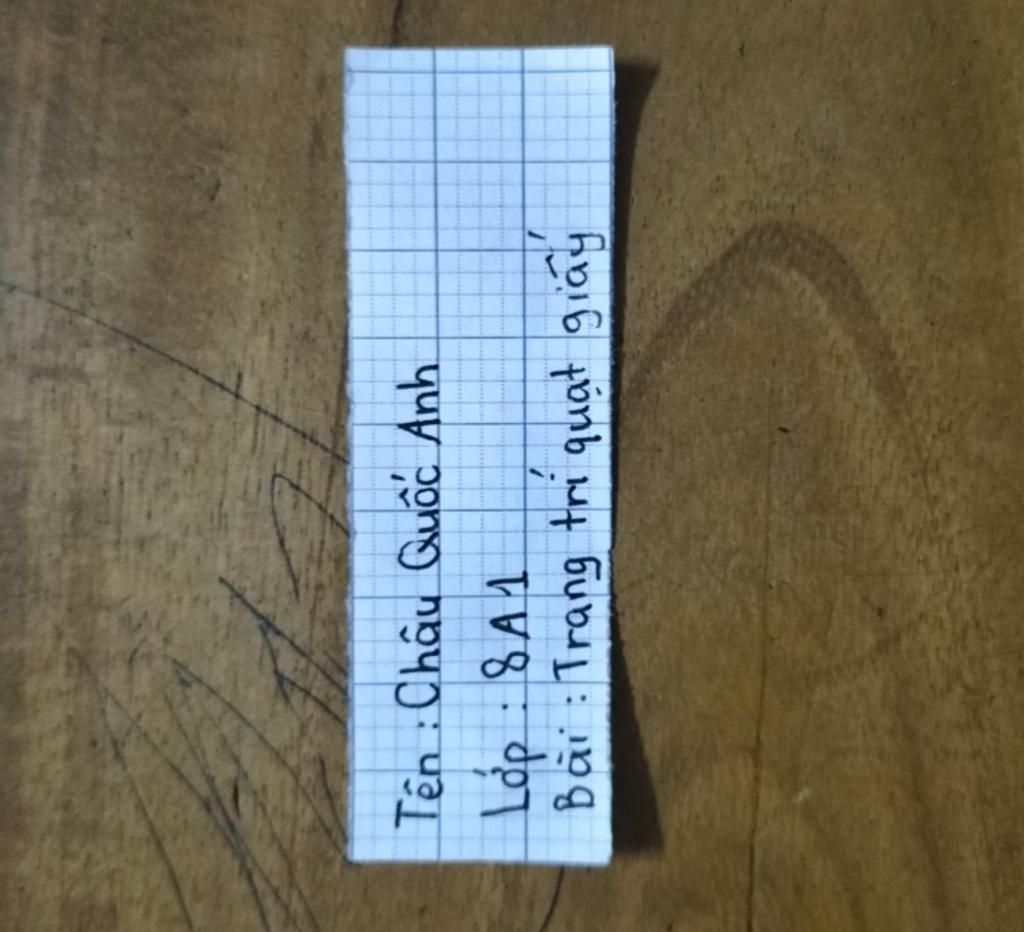 Tên : Châu Quốc Anh
Lớp : 8A1
Bài : Trang trí quạt giấy